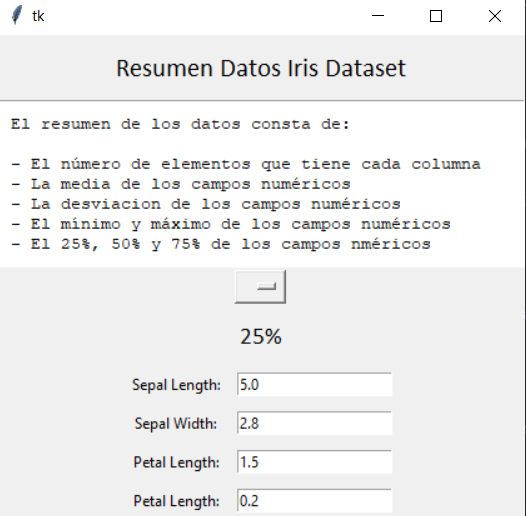 tk
Resumen Datos Iris Dataset
El resumen de los datos consta de:
- El número de elementos que tiene cada columna
- La media de los campos numéricos
- La desviacion de los campos numéricos
- El mínimo y máximo de los campos numéricos
- El 25%, 50% y 75% de los campos nméricos
25%
Sepal Length: 5.0
Sepal Width: 2.8
Petal Length: 1.5
Petal Length: 0.2